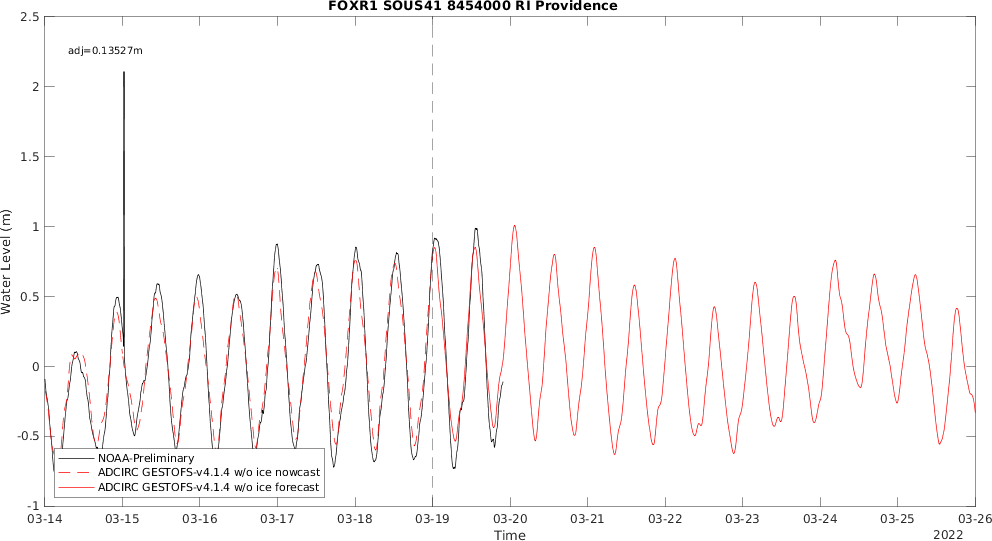 FOXR1 SOUS41 8454000 RI Providence
adj=0.13527m
2.5
2
1.5
1
0.5
0
-0.5
-1
Water Level (m)
NOAA-Preliminary
ADCIRC GESTOFS-v4.1.4 w/o ice nowcast
ADCIRC GESTOFS-v4.1.4 w/o ice forecast
03-14 03-15 03-16 03-17 03-18 03-19 03-20 03-21 03-22 03-23 03-24 03-25 03-26
Time
2022